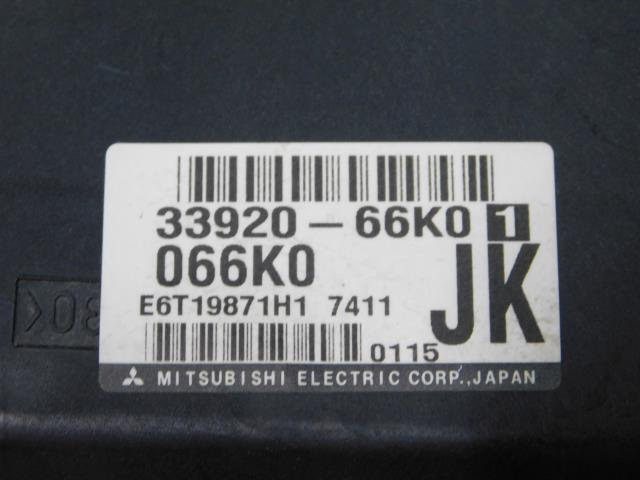 33920-66K0 1
066K0
JK
E6T19871H1 7411
0115
MITSUBISHI ELECTRIC CORP.,JAPAN